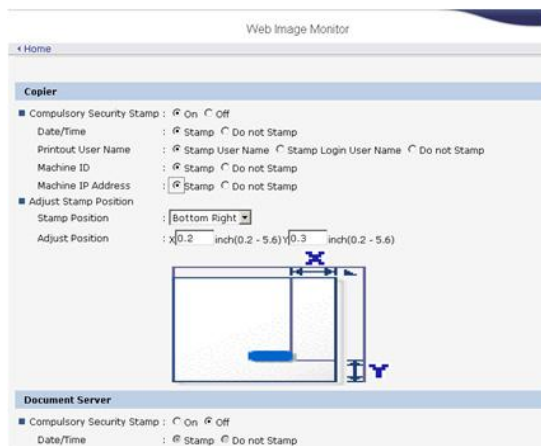 Web Image Monitor
Home
Copier
Compulsory Security Stamp : On Off
Date/Time : Stamp Do not Stamp
Printout User Name : Stamp User Name Stamp Login User Name Do not Stamp
Machine ID : Stamp Do not Stamp
Machine IP Address : Stamp Do not Stamp
Adjust Stamp Position
Stamp Position : Bottom Right
Adjust Position : X 0.2 inch(0.2 - 5.6) Y 0.3 inch(0.2 - 5.6)
X
Y
Document Server
Compulsory Security Stamp : On Off
Date/Time : Stamp Do not Stamp